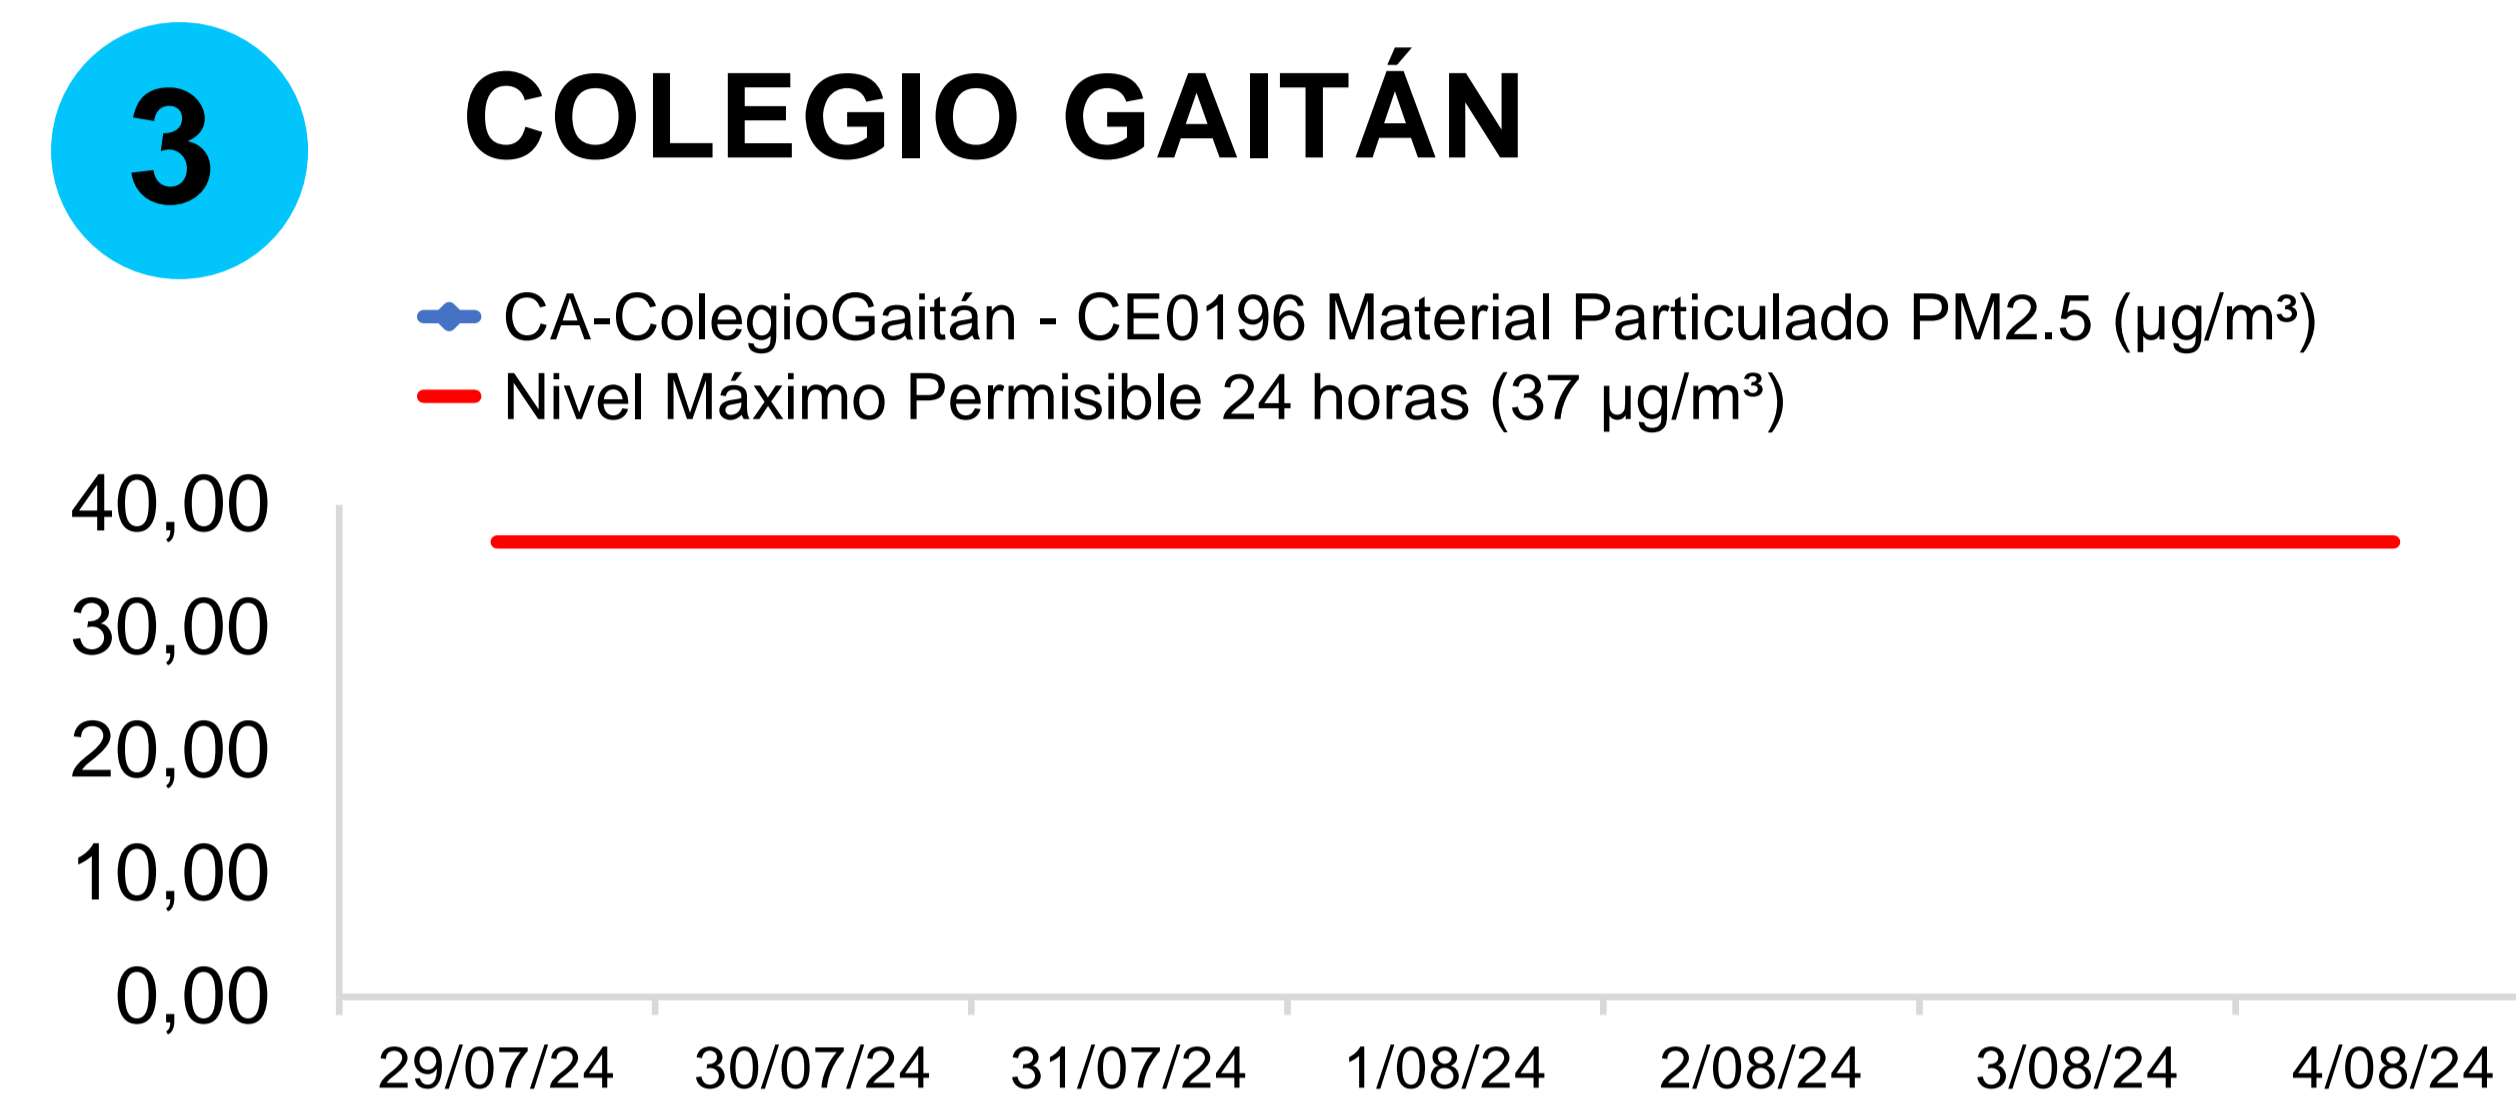 3
COLEGIO GAITÁN
CA-ColegioGaitán - CE0196 Material Particulado PM2.5 (µg/m³)
Nivel Máximo Permisible 24 horas (37 µg/m³)
40,00
30,00
20,00
10,00
0,00
29/07/24 30/07/24 31/07/24 1/08/24 2/08/24 3/08/24 4/08/24